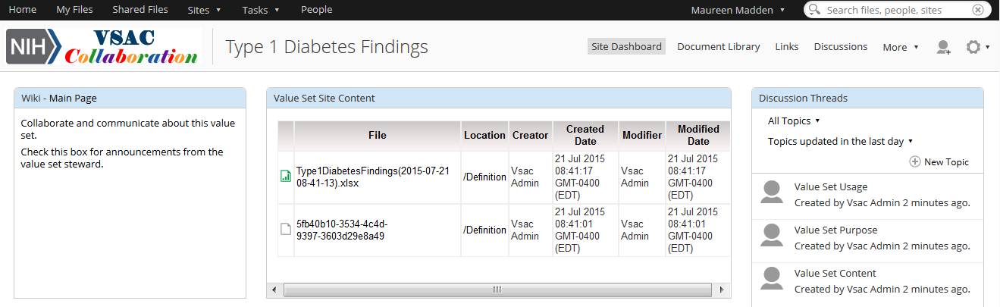 Home My Files Shared Files Sites Tasks People Maureen Madden Search files, people, sites
NIH VSAC Collaboration Type 1 Diabetes Findings Site Dashboard Document Library Links Discussions More
Wiki - Main Page
Collaborate and communicate about this value
set.
Check this box for announcements from the
value set steward.
Value Set Site Content
File Location Creator Created Date Modifier Modified Date
Type1DiabetesFindings(2015-07-21
08-41-13).xlsx
/Definition
Vsac
Admin
21 Jul 2015
08:41:17
GMT-0400
(EDT)
Vsac
Admin
21 Jul 2015
08:41:17
GMT-0400
(EDT)
5fb40b10-3534-4c4d-
9397-3603d29e8a49
/Definition
Vsac
Admin
21 Jul 2015
08:41:01
GMT-0400
(EDT)
Vsac
Admin
21 Jul 2015
08:41:01
GMT-0400
(EDT)
Discussion Threads
All Topics
Topics updated in the last day
New Topic
Value Set Usage
Created by Vsac Admin 2 minutes ago.
Value Set Purpose
Created by Vsac Admin 2 minutes ago.
Value Set Content
Created by Vsac Admin 2 minutes ago.